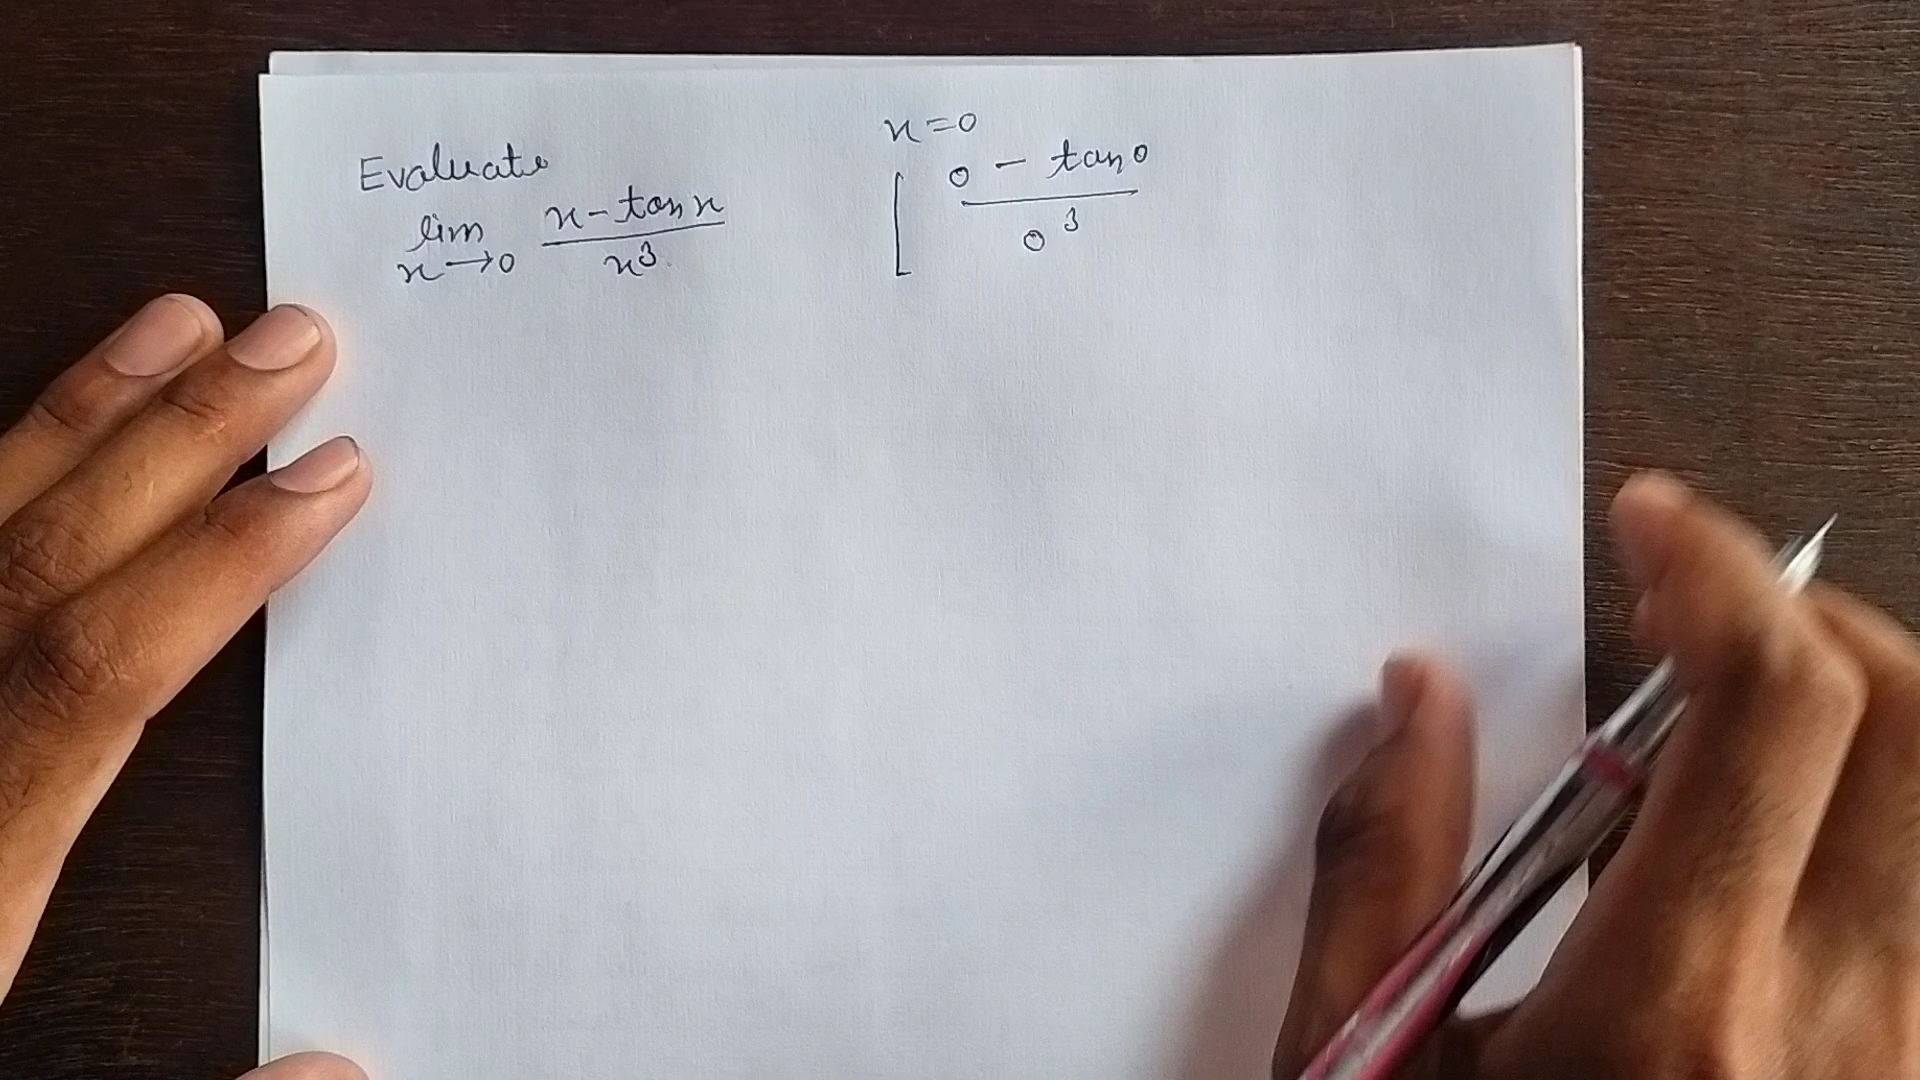 Evaluate
lim x→0 (x - tan x)/x³
x = 0
[ (0 - tan 0)/0³